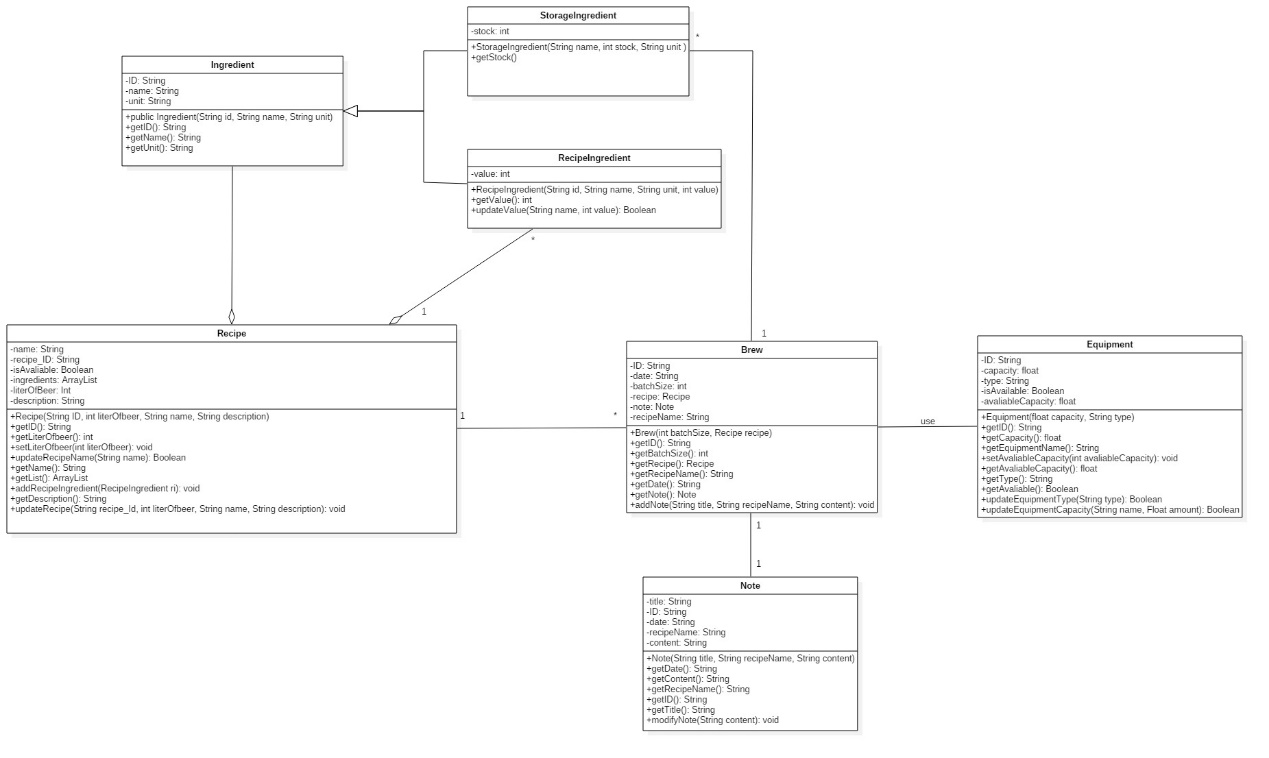 StorageIngredient
-stock: int
+StorageIngredient(String name, int stock, String unit )
+getStock()
*
Ingredient
-ID: String
-name: String
-unit: String
+public Ingredient(String id, String name, String unit)
+getID(): String
+getName(): String
+getUnit(): String
RecipeIngredient
-value: int
+RecipeIngredient(String id, String name, String unit, int value)
+getValue(): int
+updateValue(String name, int value): Boolean
*
1
1
Recipe
-name: String
-recipe_ID: String
-isAvaliable: Boolean
-ingredients: ArrayList
-literOfBeer: Int
-description: String
+Recipe(String ID, int literOfbeer, String name, String description)
+getID(): String
+getLiterOfbeer(): int
+setLiterOfbeer(int literOfbeer): void
+updateRecipeName(String name): Boolean
+getName(): String
+getList(): ArrayList
+addRecipeIngredient(RecipeIngredient ri): void
+getDescription(): String
+updateRecipe(String recipe_Id, int literOfbeer, String name, String description): void
1
*
Brew
-ID: String
-date: String
-batchSize: int
-recipe: Recipe
-note: Note
-recipeName: String
+Brew(int batchSize, Recipe recipe)
+getID(): String
+getBatchSize(): int
+getRecipe(): Recipe
+getRecipeName(): String
+getDate(): String
+getNote(): Note
+addNote(String title, String recipeName, String content): void
use
Equipment
-ID: String
-capacity: float
-type: String
-isAvailable: Boolean
-avaliableCapacity: float
+Equipment(float capacity, String type)
+getID(): String
+getCapacity(): float
+getEquipmentName(): String
+setAvaliableCapacity(int avaliableCapacity): void
+getAvaliableCapacity(): float
+getType(): String
+getAvaliable(): Boolean
+updateEquipmentType(String type): Boolean
+updateEquipmentCapacity(String name, Float amount): Boolean
1
1
Note
-title: String
-ID: String
-date: String
-recipeName: String
-content: String
+Note(String title, String recipeName, String content)
+getDate(): String
+getContent(): String
+getRecipeName(): String
+getID(): String
+getTitle(): String
+modifyNote(String content): void